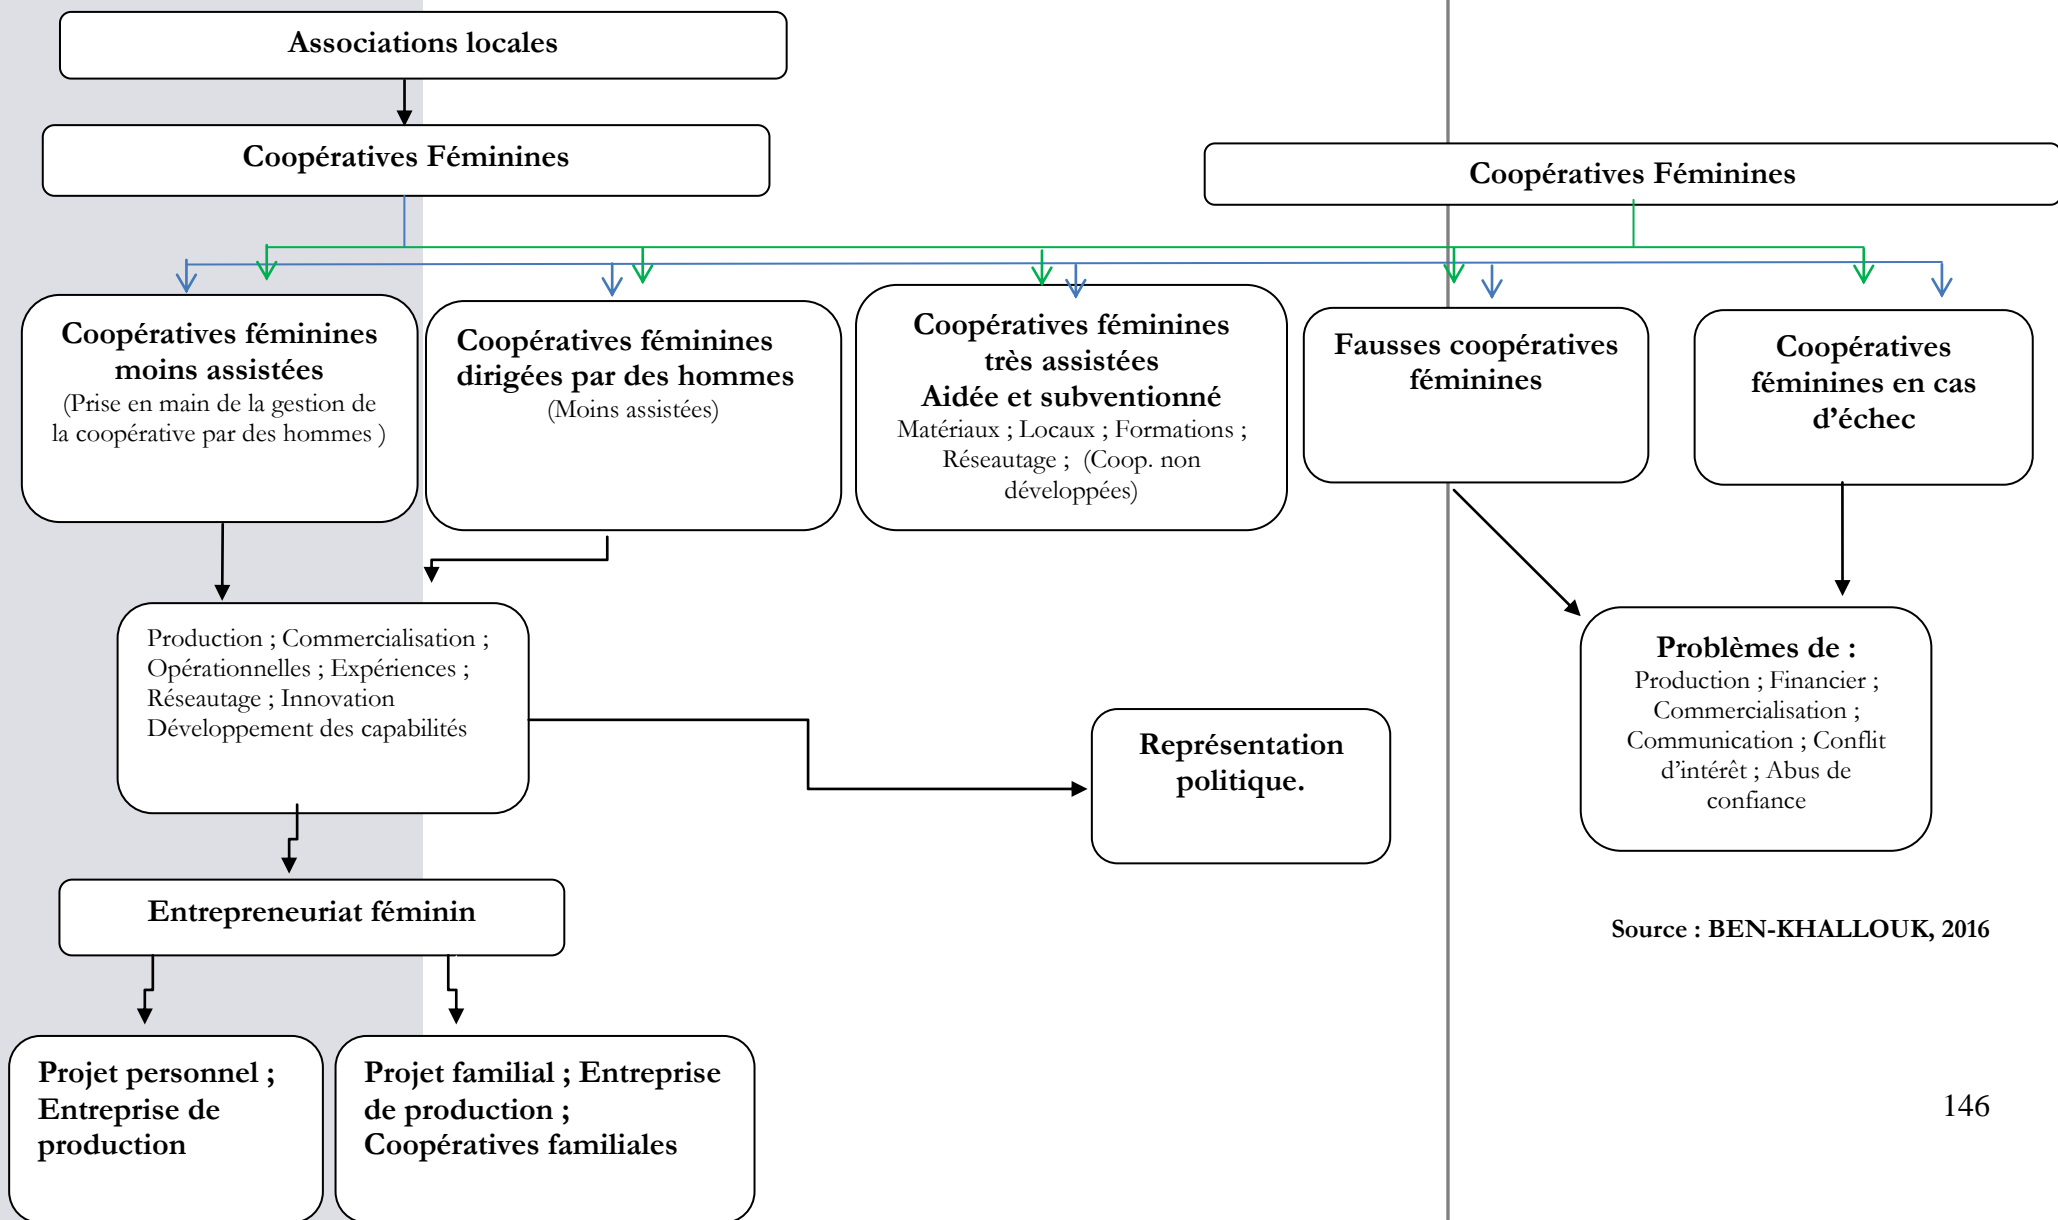 Associations locales
Coopératives Féminines
Coopératives Féminines
Coopératives féminines
moins assistées
(Prise en main de la gestion de
la coopérative par des hommes )
Coopératives féminines
dirigées par des hommes
(Moins assistées)
Coopératives féminines
très assistées
Aidée et subventionné
Matériaux ; Locaux ; Formations ;
Réseautage ; (Coop. non
développées)
Fausses coopératives
féminines
Coopératives
féminines en cas
d’échec
Production ; Commercialisation ;
Opérationnelles ; Expériences ;
Réseautage ; Innovation
Développement des capabilités
Représentation
politique.
Problèmes de :
Production ; Financier ;
Commercialisation ;
Communication ; Conflit
d’intérêt ; Abus de
confiance
Entrepreneuriat féminin
Source : BEN-KHALLOUK, 2016
Projet personnel ;
Entreprise de
production
Projet familial ; Entreprise
de production ;
Coopératives familiales
146